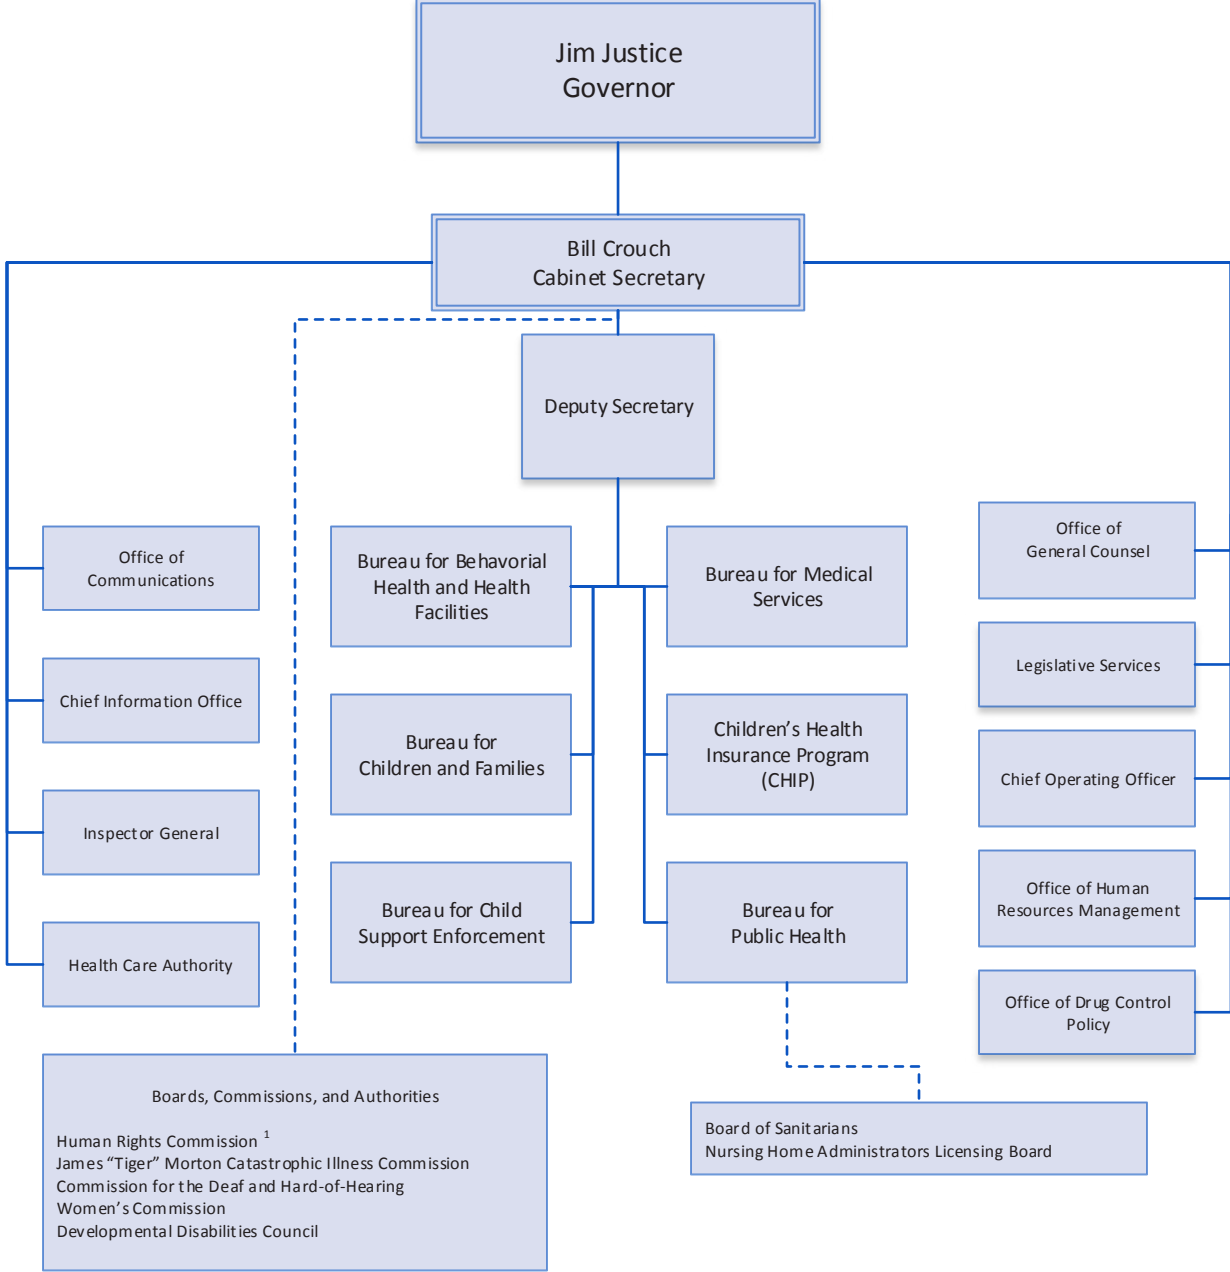 Jim Justice
Governor
Bill Crouch
Cabinet Secretary
Deputy Secretary
Office of
Communications
Chief Information Office
Inspector General
Health Care Authority
Bureau for Behavorial
Health and Health
Facilities
Bureau for
Children and Families
Bureau for Child
Support Enforcement
Bureau for Medical
Services
Children’s Health
Insurance Program
(CHIP)
Bureau for
Public Health
Office of
General Counsel
Legislative Services
Chief Operating Officer
Office of Human
Resources Management
Office of Drug Control
Policy
Boards, Commissions, and Authorities
Human Rights Commission 1
James “Tiger” Morton Catastrophic Illness Commission
Commission for the Deaf and Hard-of-Hearing
Women’s Commission
Developmental Disabilities Council
Board of Sanitarians
Nursing Home Administrators Licensing Board